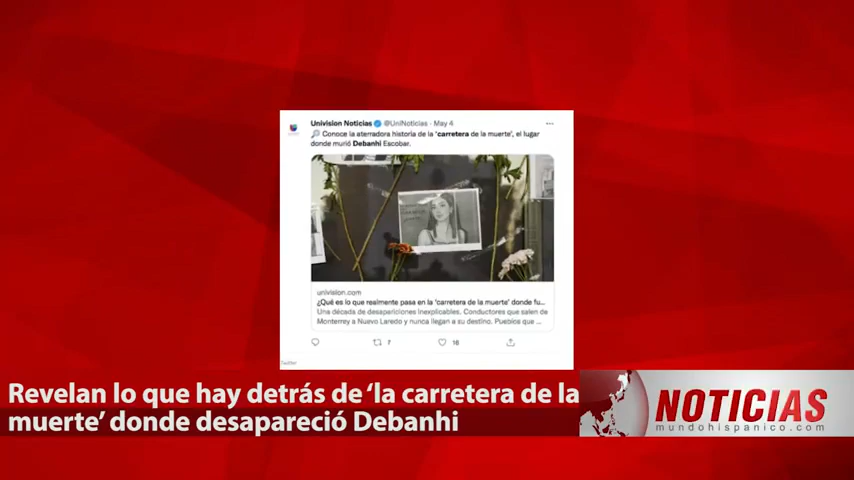 Univision Noticias @UniNoticias · May 4
Conoce la aterradora historia de la 'carretera de la muerte', el lugar
donde murió Debanhi Escobar.
univision.com
¿Qué es lo que realmente pasa en la 'carretera de la muerte' donde fu...
Una década de desapariciones inexplicables. Conductores que salen de
Monterrey a Nuevo Laredo y nunca llegan a su destino. Pueblos que ...
7
16
Twitter
Revelan lo que hay detrás de 'la carretera de la
muerte' donde desapareció Debanhi
NOTICIAS
mundohispanico.com